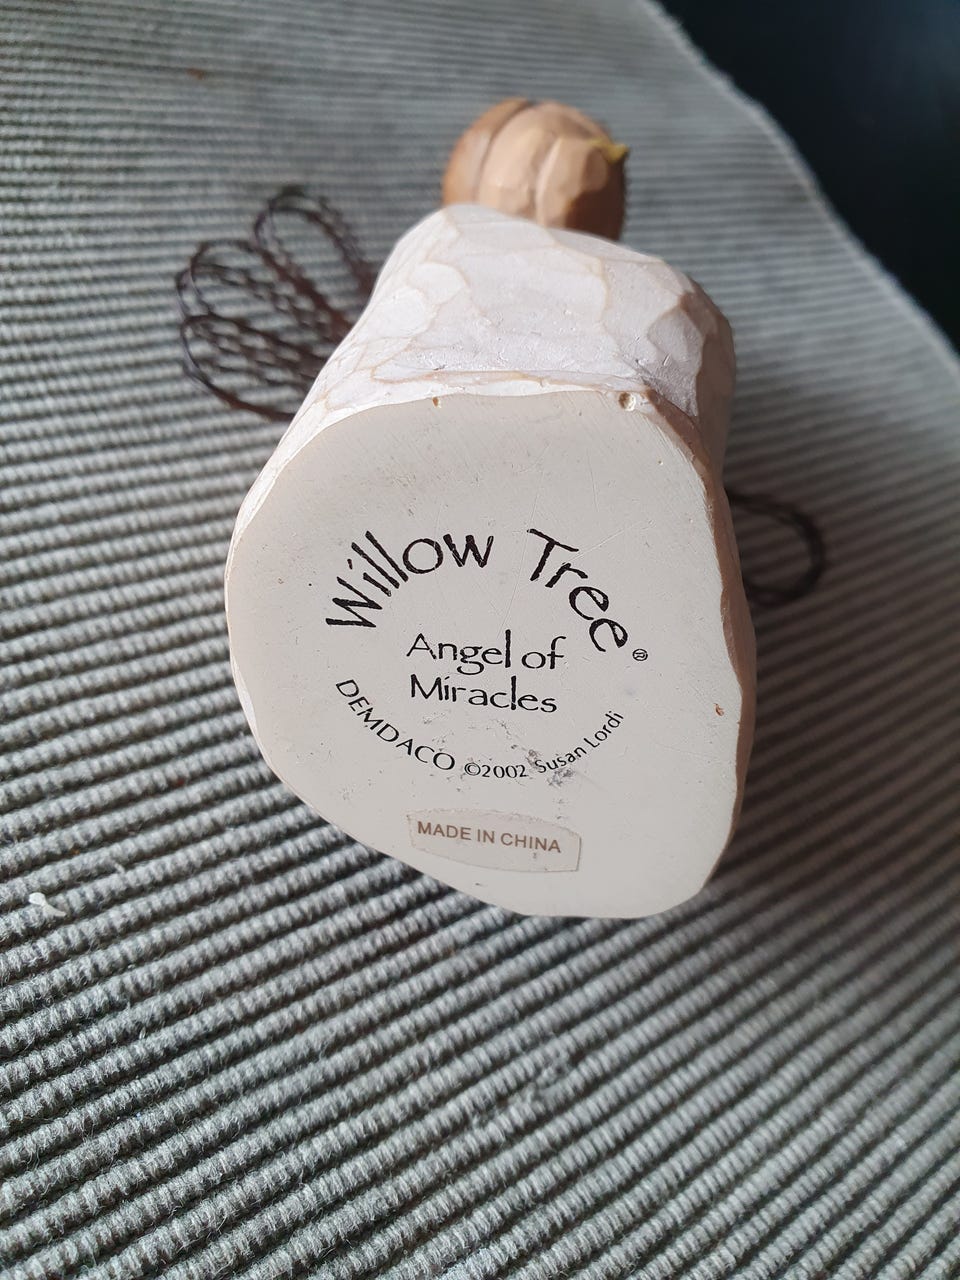 Willow Tree®
Angel of
Miracles
DEMDACO ©2002 Susan Lordi
MADE IN CHINA